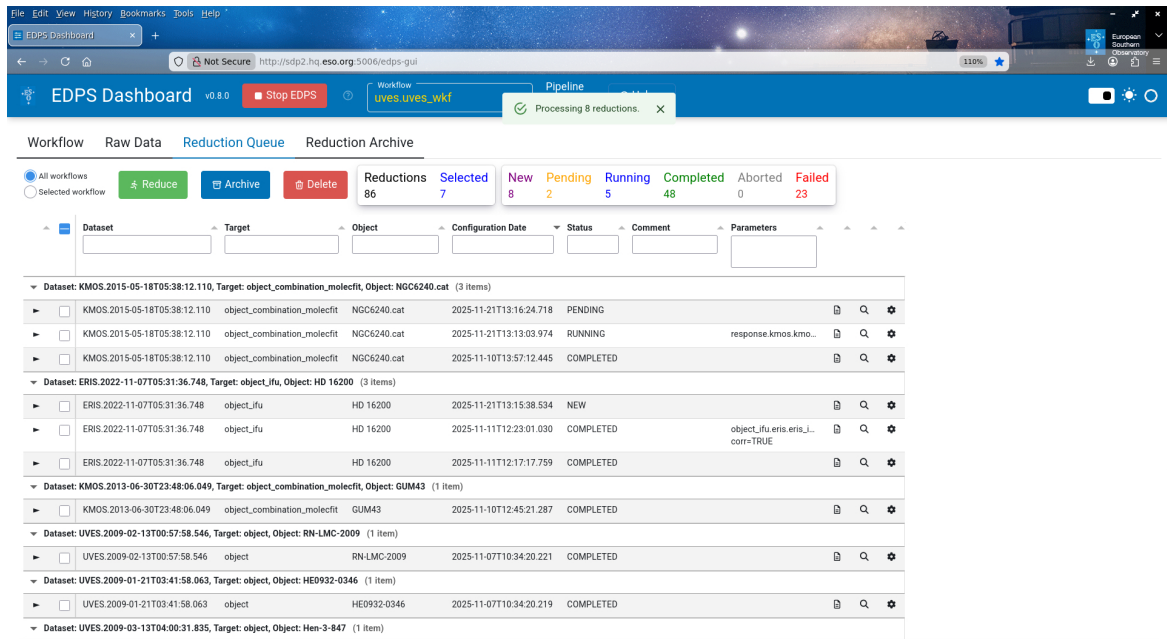 File Edit View History Bookmarks Tools Help
EDPS Dashboard × +
Not Secure http://sdp2.hq.eso.org:5006/edps-gui 110%
European
Southern
Observatory
EDPS Dashboard v0.8.0 Stop EDPS Workflow uves.uves_wkf Pipeline
Processing 8 reductions.
Workflow Raw Data Reduction Queue Reduction Archive
All workflows
Selected workflow
Reduce Archive Delete
Reductions Selected New Pending Running Completed Aborted Failed
86 7 8 2 5 48 0 23
Dataset Target Object Configuration Date Status Comment Parameters
Dataset: KMOS.2015-05-18T05:38:12.110, Target: object_combination_molecfit, Object: NGC6240.cat (3 items)
KMOS.2015-05-18T05:38:12.110 object_combination_molecfit NGC6240.cat 2025-11-21T13:16:24.718 PENDING
KMOS.2015-05-18T05:38:12.110 object_combination_molecfit NGC6240.cat 2025-11-21T13:13:03.974 RUNNING response.kmos.kmo...
KMOS.2015-05-18T05:38:12.110 object_combination_molecfit NGC6240.cat 2025-11-10T13:57:12.445 COMPLETED
Dataset: ERIS.2022-11-07T05:31:36.748, Target: object_ifu, Object: HD 16200 (3 items)
ERIS.2022-11-07T05:31:36.748 object_ifu HD 16200 2025-11-21T13:15:38.534 NEW
ERIS.2022-11-07T05:31:36.748 object_ifu HD 16200 2025-11-11T12:23:01.030 COMPLETED object_ifu.eris.eris_i...
corr=TRUE
ERIS.2022-11-07T05:31:36.748 object_ifu HD 16200 2025-11-11T12:17:17.759 COMPLETED
Dataset: KMOS.2013-06-30T23:48:06.049, Target: object_combination_molecfit, Object: GUM43 (1 item)
KMOS.2013-06-30T23:48:06.049 object_combination_molecfit GUM43 2025-11-10T12:45:21.287 COMPLETED
Dataset: UVES.2009-02-13T00:57:58.546, Target: object, Object: RN-LMC-2009 (1 item)
UVES.2009-02-13T00:57:58.546 object RN-LMC-2009 2025-11-07T10:34:20.221 COMPLETED
Dataset: UVES.2009-01-21T03:41:58.063, Target: object, Object: HE0932-0346 (1 item)
UVES.2009-01-21T03:41:58.063 object HE0932-0346 2025-11-07T10:34:20.219 COMPLETED
Dataset: UVES.2009-03-13T04:00:31.835, Target: object, Object: Hen-3-847 (1 item)